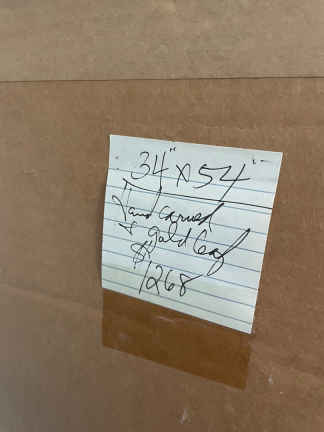 34" x 54"
Hand carved
& gold leaf
$
1268